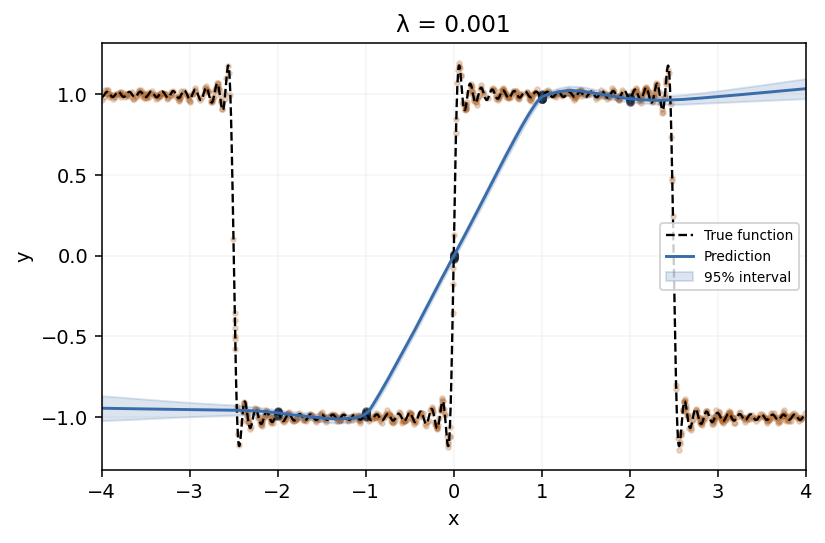 λ = 0.001
1.0
0.5
0.0
−0.5
−1.0
y
True function
Prediction
95% interval
−4 −3 −2 −1 0 1 2 3 4
x